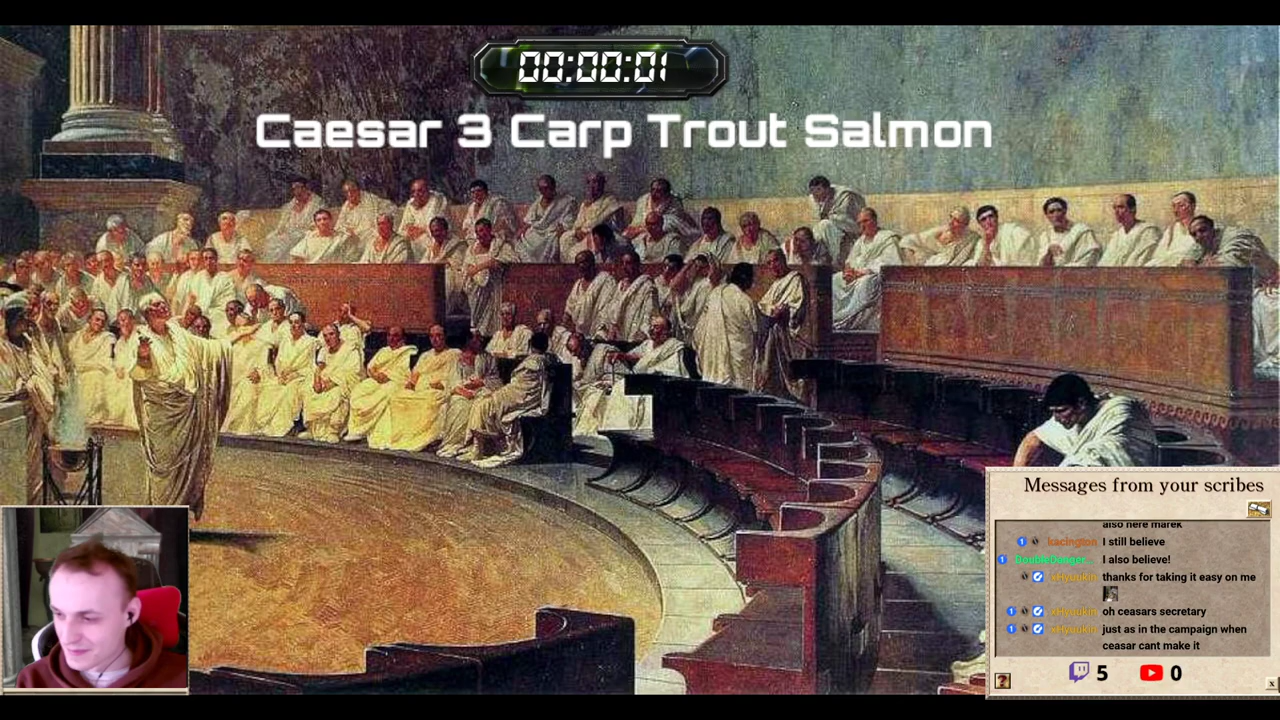 00:00:01
Caesar 3 Carp Trout Salmon
Messages from your scribes
also here marek
kacington I still believe
DoubleDanger I also believe!
thanks for taking it easy on me
oh ceasars secretary
just as in the campaign when
ceasar cant make it
5 0
?
x